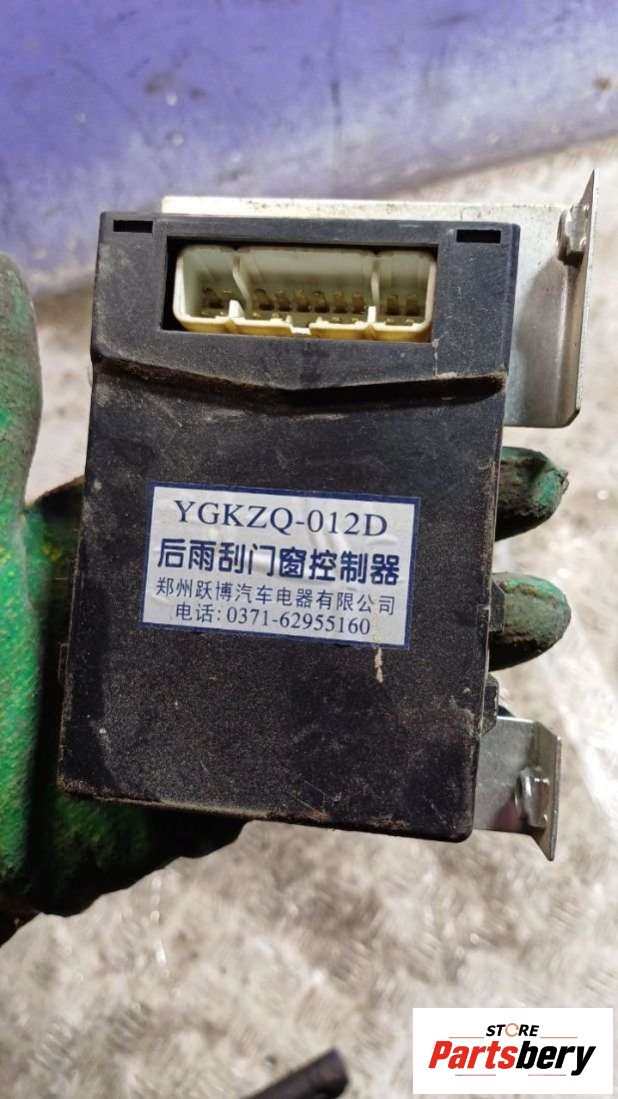 YGKZQ-012D
后雨刮门窗控制器
郑州跃博汽车电器有限公司
电话:0371-62955160
STORE
Partsbery